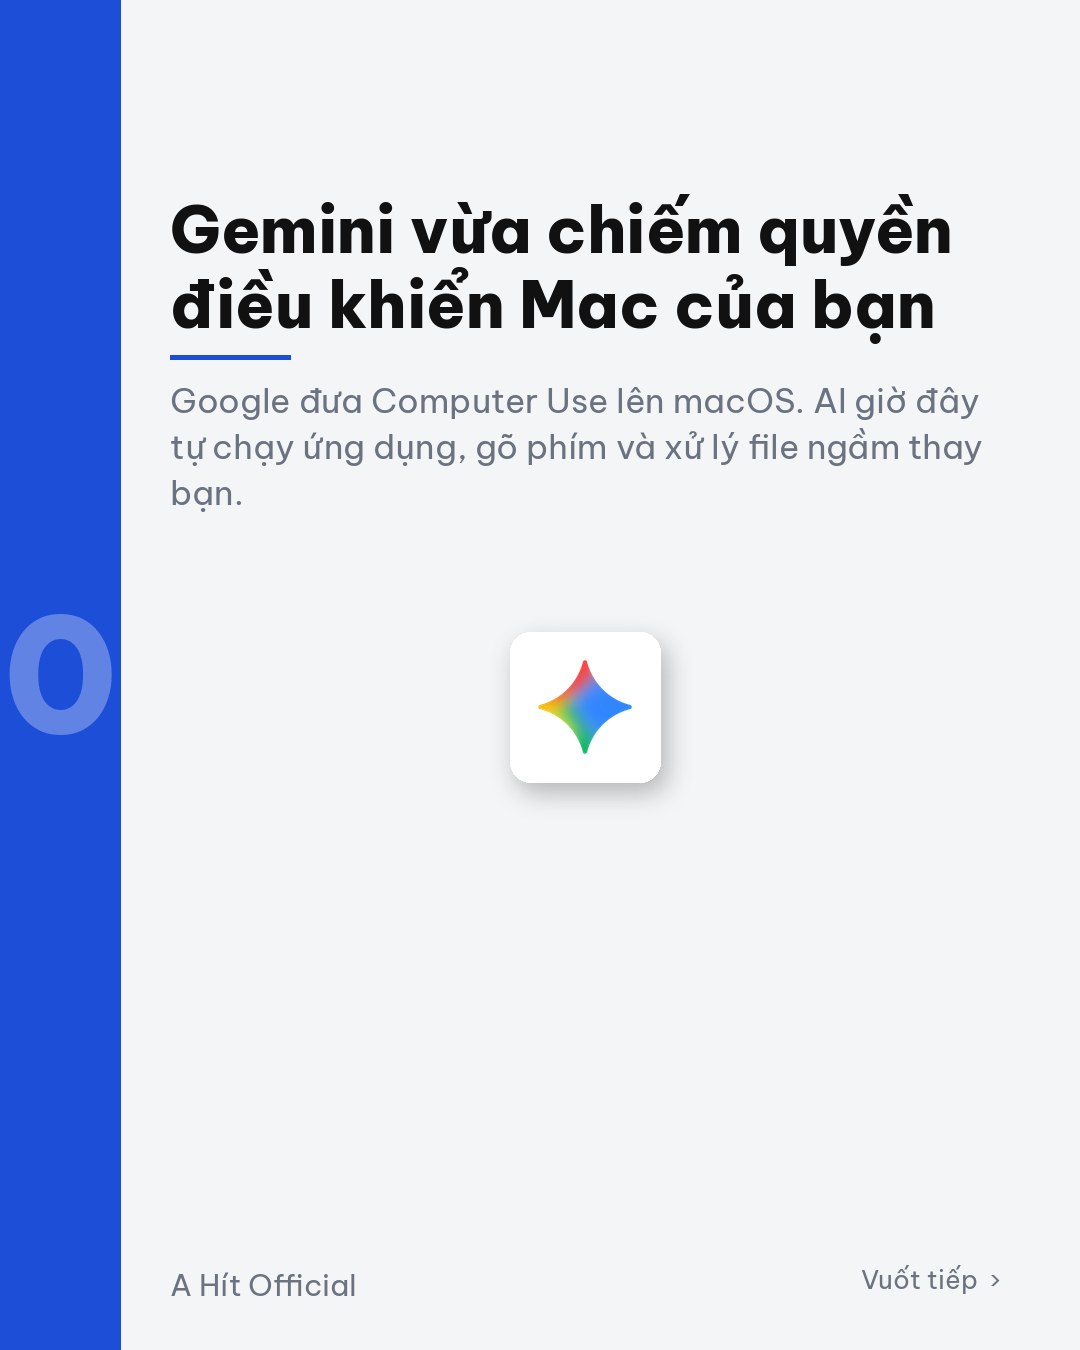 Gemini vừa chiếm quyền
điều khiển Mac của bạn
Google đưa Computer Use lên macOS. AI giờ đây
tự chạy ứng dụng, gõ phím và xử lý file ngầm thay
bạn.
0
A Hít Official
Vuốt tiếp ›